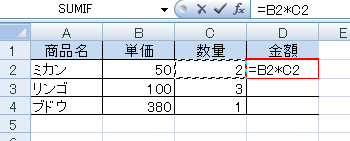 SUMIF fx =B2*C2
A B C D E
1 商品名 単価 数量 金額
2 ミカン 50 2 =B2*C2
3 リンゴ 100 3
4 ブドウ 380 1
5